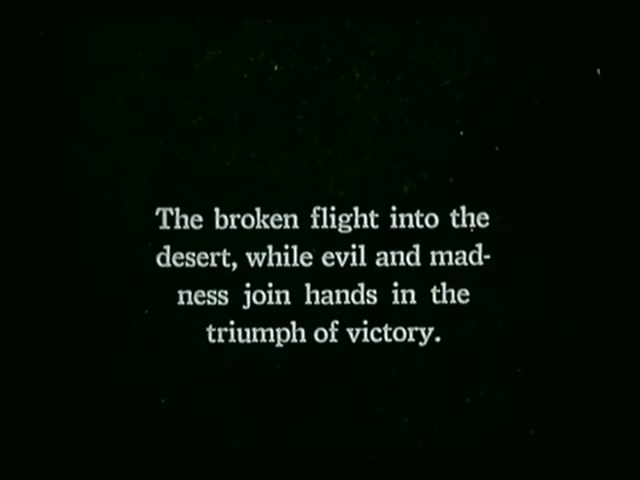 The broken flight into the
desert, while evil and mad-
ness join hands in the
triumph of victory.